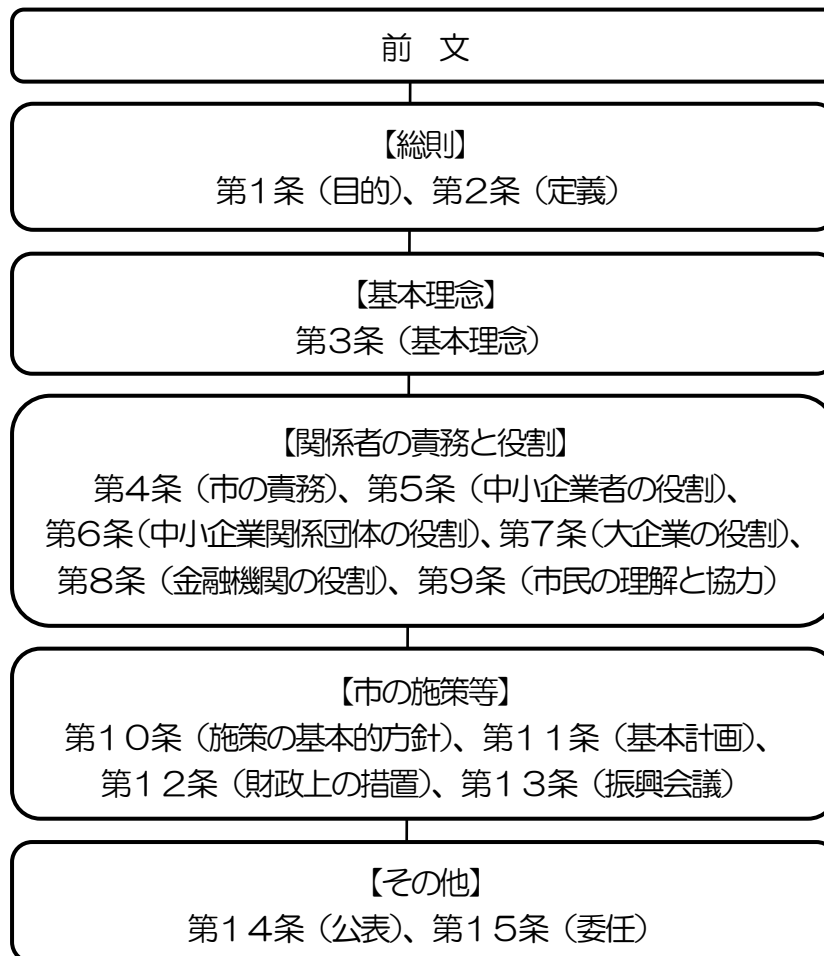 前　文
【総則】
第１条（目的）、第２条（定義）
【基本理念】
第３条（基本理念）
【関係者の責務と役割】
第４条（市の責務）、第５条（中小企業者の役割）、
第６条（中小企業関係団体の役割）、第７条（大企業の役割）、
第８条（金融機関の役割）、第９条（市民の理解と協力）
【市の施策等】
第１０条（施策の基本的方針）、第１１条（基本計画）、
第１２条（財政上の措置）、第１３条（振興会議）
【その他】
第１４条（公表）、第１５条（委任）